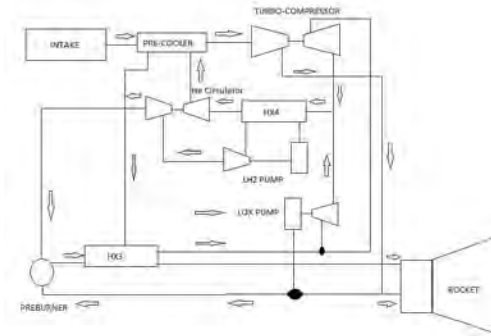 TURBO-COMPRESSOR
INTAKE
PRE-COOLER
He Circulator
HX4
LH2 PUMP
LOX PUMP
HX3
ROCKET
PREBURNER